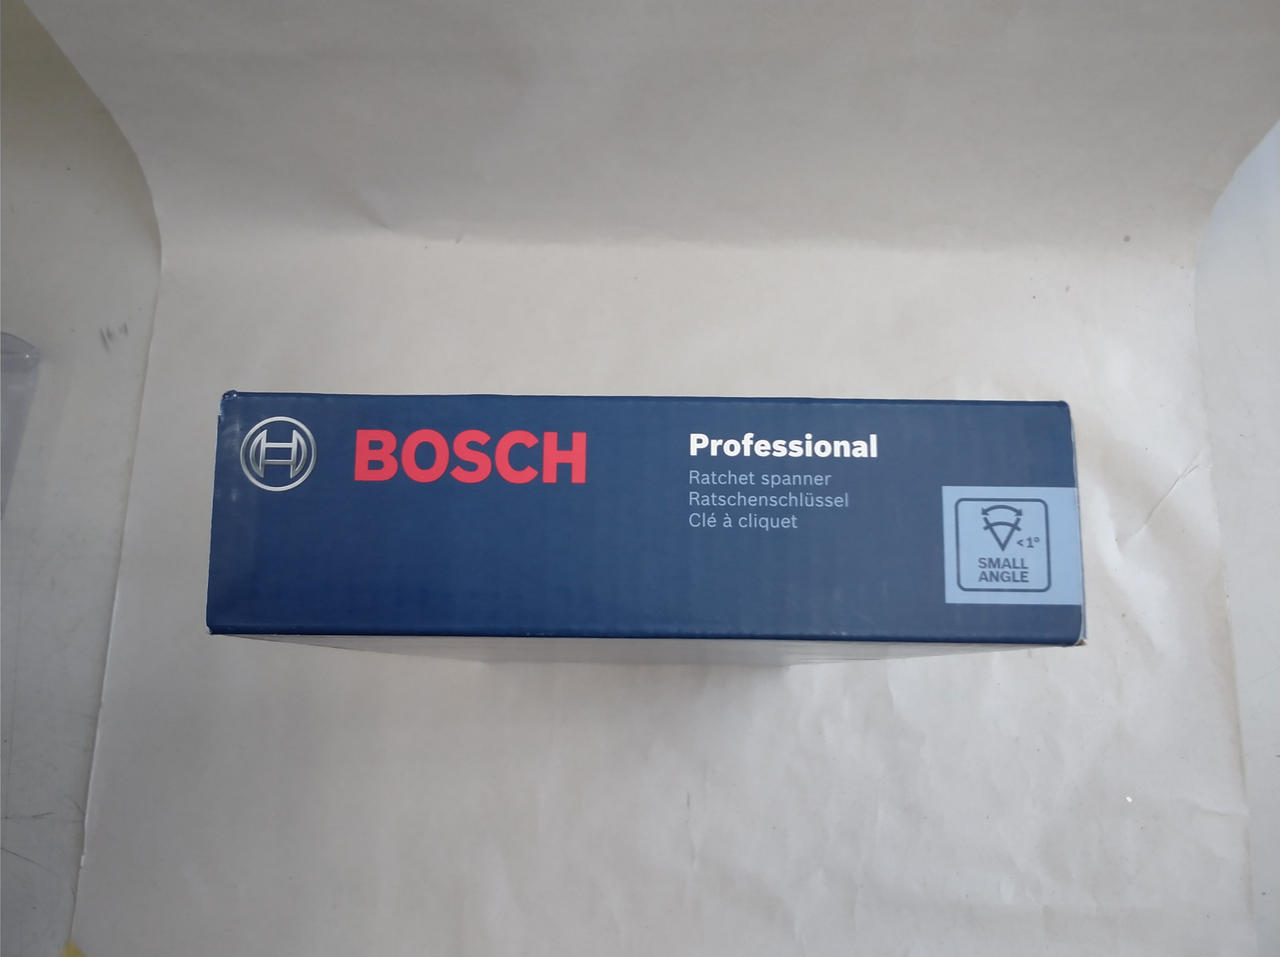 BOSCH
Professional
Ratchet spanner
Ratschenschlüssel
Clé à cliquet
<1°
SMALL
ANGLE